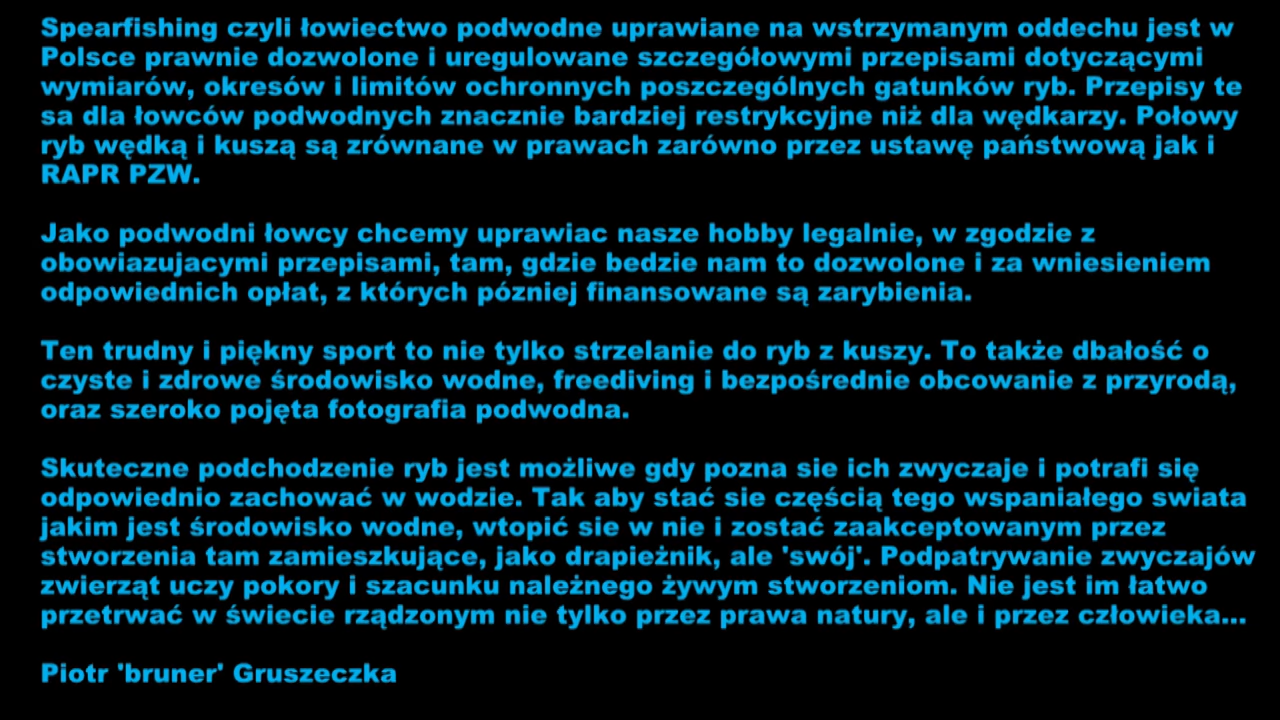 Spearfishing czyli łowiectwo podwodne uprawiane na wstrzymanym oddechu jest w
Polsce prawnie dozwolone i uregulowane szczegółowymi przepisami dotyczącymi
wymiarów, okresów i limitów ochronnych poszczególnych gatunków ryb. Przepisy te
sa dla łowców podwodnych znacznie bardziej restrykcyjne niż dla wędkarzy. Połowy
ryb wędką i kuszą są zrównane w prawach zarówno przez ustawę państwową jak i
RAPR PZW.
Jako podwodni łowcy chcemy uprawiac nasze hobby legalnie, w zgodzie z
obowiazujacymi przepisami, tam, gdzie bedzie nam to dozwolone i za wniesieniem
odpowiednich opłat, z których pózniej finansowane są zarybienia.
Ten trudny i piękny sport to nie tylko strzelanie do ryb z kuszy. To także dbałość o
czyste i zdrowe środowisko wodne, freediving i bezpośrednie obcowanie z przyrodą,
oraz szeroko pojęta fotografia podwodna.
Skuteczne podchodzenie ryb jest możliwe gdy pozna sie ich zwyczaje i potrafi się
odpowiednio zachować w wodzie. Tak aby stać sie częścią tego wspaniałego swiata
jakim jest środowisko wodne, wtopić sie w nie i zostać zaakceptowanym przez
stworzenia tam zamieszkujące, jako drapieżnik, ale 'swój'. Podpatrywanie zwyczajów
zwierząt uczy pokory i szacunku należnego żywym stworzeniom. Nie jest im łatwo
przetrwać w świecie rządzonym nie tylko przez prawa natury, ale i przez człowieka...
Piotr 'bruner' Gruszeczka